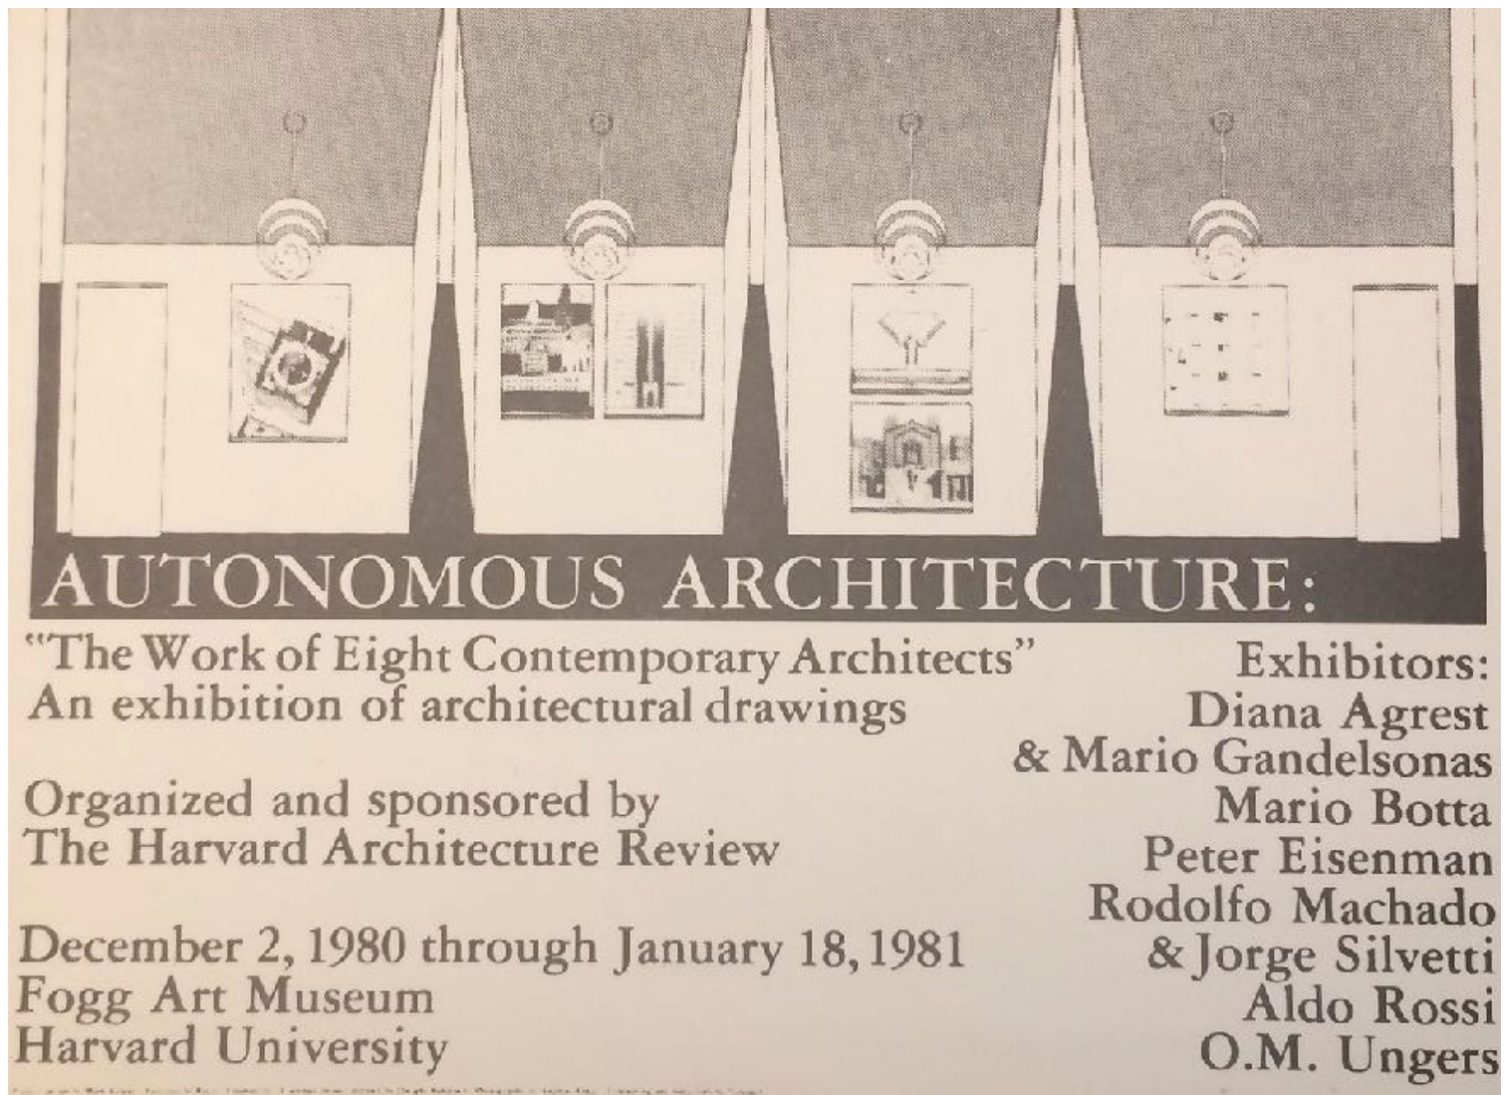 AUTONOMOUS ARCHITECTURE:
"The Work of Eight Contemporary Architects"
An exhibition of architectural drawings
Organized and sponsored by
The Harvard Architecture Review
December 2, 1980 through January 18, 1981
Fogg Art Museum
Harvard University
Exhibitors:
Diana Agrest
& Mario Gandelsonas
Mario Botta
Peter Eisenman
Rodolfo Machado
& Jorge Silvetti
Aldo Rossi
O.M. Ungers